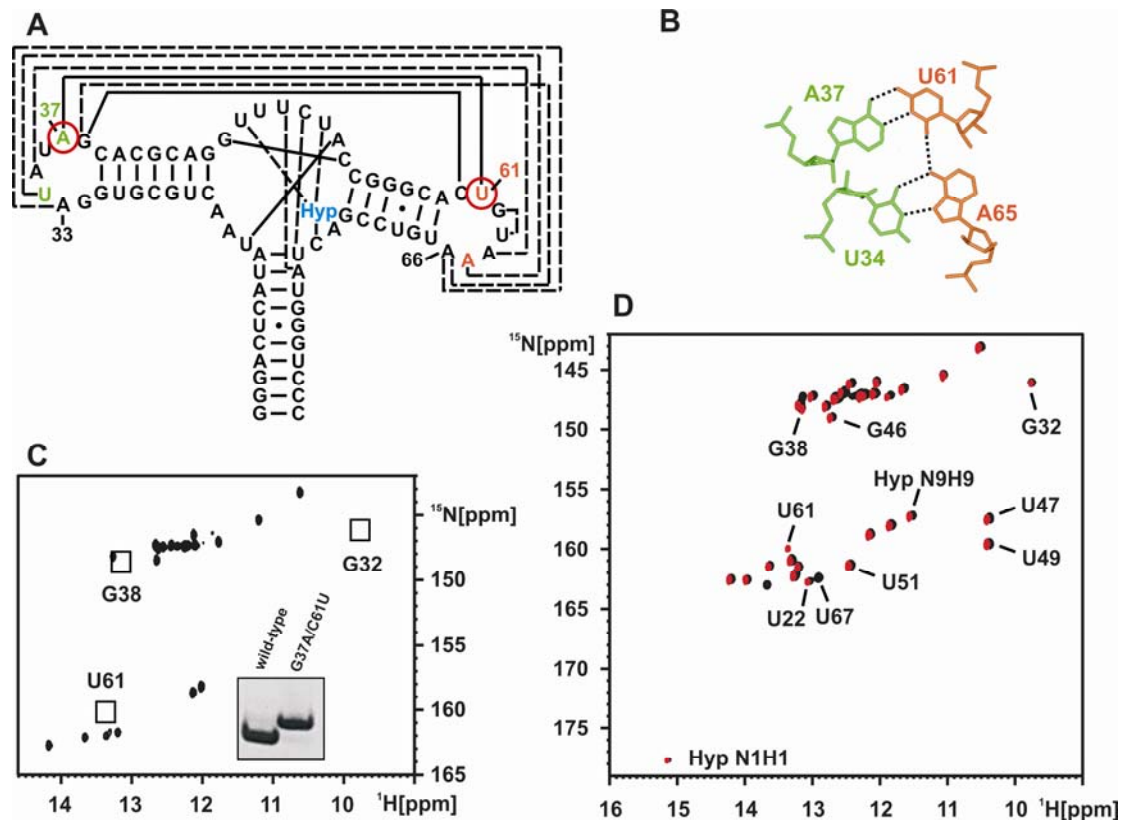 A
U U U C
G U
37
A G C A C G C A G G A C
U
A C G G G C A C U 61
U G
A G G U G C G U C Hyp U
33 A A U C A G C C U G U A A A
66
A U
U A
A U
C G
U G
C G
A U
G C
G C
G C
B
A37
U61
U34
A65
C
¹⁵N[ppm]
150
155
160
165
G38
G32
U61
wild-type
G37A/C61U
14 13 12 11 10 ¹H[ppm]
D
¹⁵N[ppm]
145
150
155
160
165
170
175
G38
G46
G32
Hyp N9H9
U61
U47
U49
U51
U22
U67
Hyp N1H1
16 15 14 13 12 11 10 ¹H[ppm]